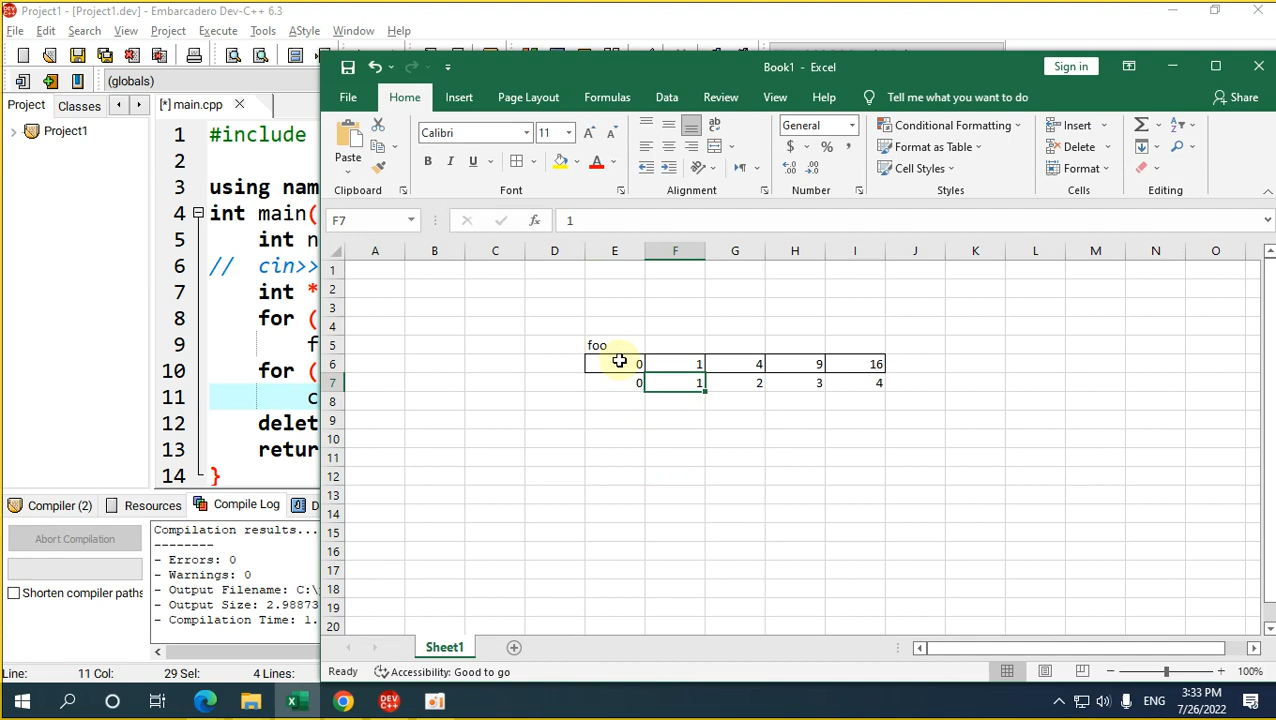 Project1 - [Project1.dev] - Embarcadero Dev-C++ 6.3
File Edit Search View Project Execute Tools AStyle Window Help
(globals)
Project Classes
[*] main.cpp
Project1
1 #include
2
3 using nam
4 int main(
5 int n
6 // cin>>
7 int *
8 for (
9 f
10 for (
11 c
12 delet
13 return
14 }
Compiler (2) Resources Compile Log D
Abort Compilation
Shorten compiler paths
Compilation results...
--------
- Errors: 0
- Warnings: 0
- Output Filename: C:\
- Output Size: 2.98873
- Compilation Time: 1.
Line: 11 Col: 29 Sel: 4 Lines:
Book1 - Excel
Sign in
File Home Insert Page Layout Formulas Data Review View Help Tell me what you want to do Share
Paste
Calibri 11
B I U
General
$ % ,
Conditional Formatting
Format as Table
Cell Styles
Insert
Delete
Format
Clipboard Font Alignment Number Styles Cells Editing
F7 fx 1
A B C D E F G H I J K L M N O
1
2
3
4
5 foo
6 0 1 4 9 16
7 0 1 2 3 4
8
9
10
11
12
13
14
15
16
17
18
19
20
Sheet1
Ready Accessibility: Good to go 100%
DEV C++
ENG
3:33 PM
7/26/2022